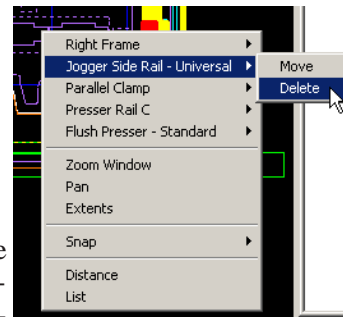 Right Frame
Jogger Side Rail - Universal
Move
Parallel Clamp
Delete
Presser Rail C
Flush Presser - Standard
Zoom Window
Pan
Extents
Snap
e
-
Distance
List